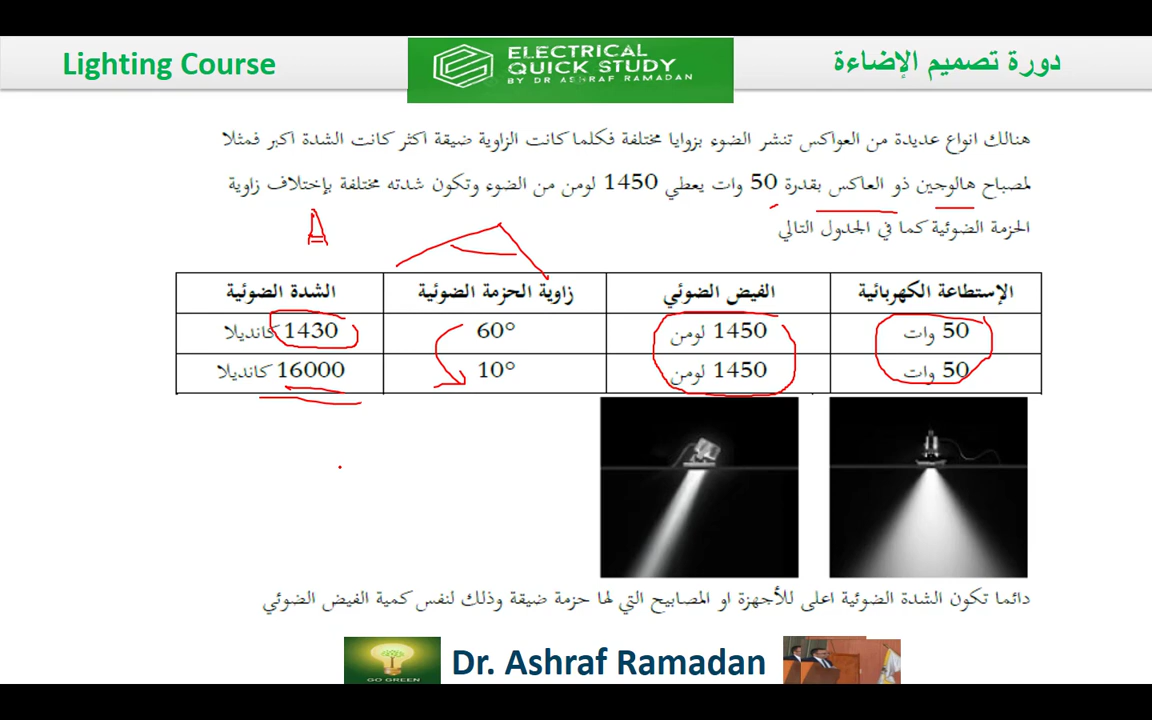 Lighting Course
ELECTRICAL
QUICK STUDY
BY DR ASHRAF RAMADAN
دورة تصميم الإضاءة
هنالك انواع عديدة من العواكس تنشر الضوء بزوايا مختلفة فكلما كانت الزاوية ضيقة اكثر كانت الشدة اكبر فمثلا
لمصباح هالوجين ذو العاكس بقدرة 50 وات يعطي 1450 لومن من الضوء وتكون شدته مختلفة بإختلاف زاوية
الحزمة الضوئية كما في الجدول التالي
الإستطاعة الكهربائية الفيض الضوئي زاوية الحزمة الضوئية الشدة الضوئية
50 وات 1450 لومن 60° 1430 كانديلا
50 وات 1450 لومن 10° 16000 كانديلا
دائما تكون الشدة الضوئية اعلى للأجهزة او المصابيح التي لها حزمة ضيقة وذلك لنفس كمية الفيض الضوئي
GO GREEN
Dr. Ashraf Ramadan